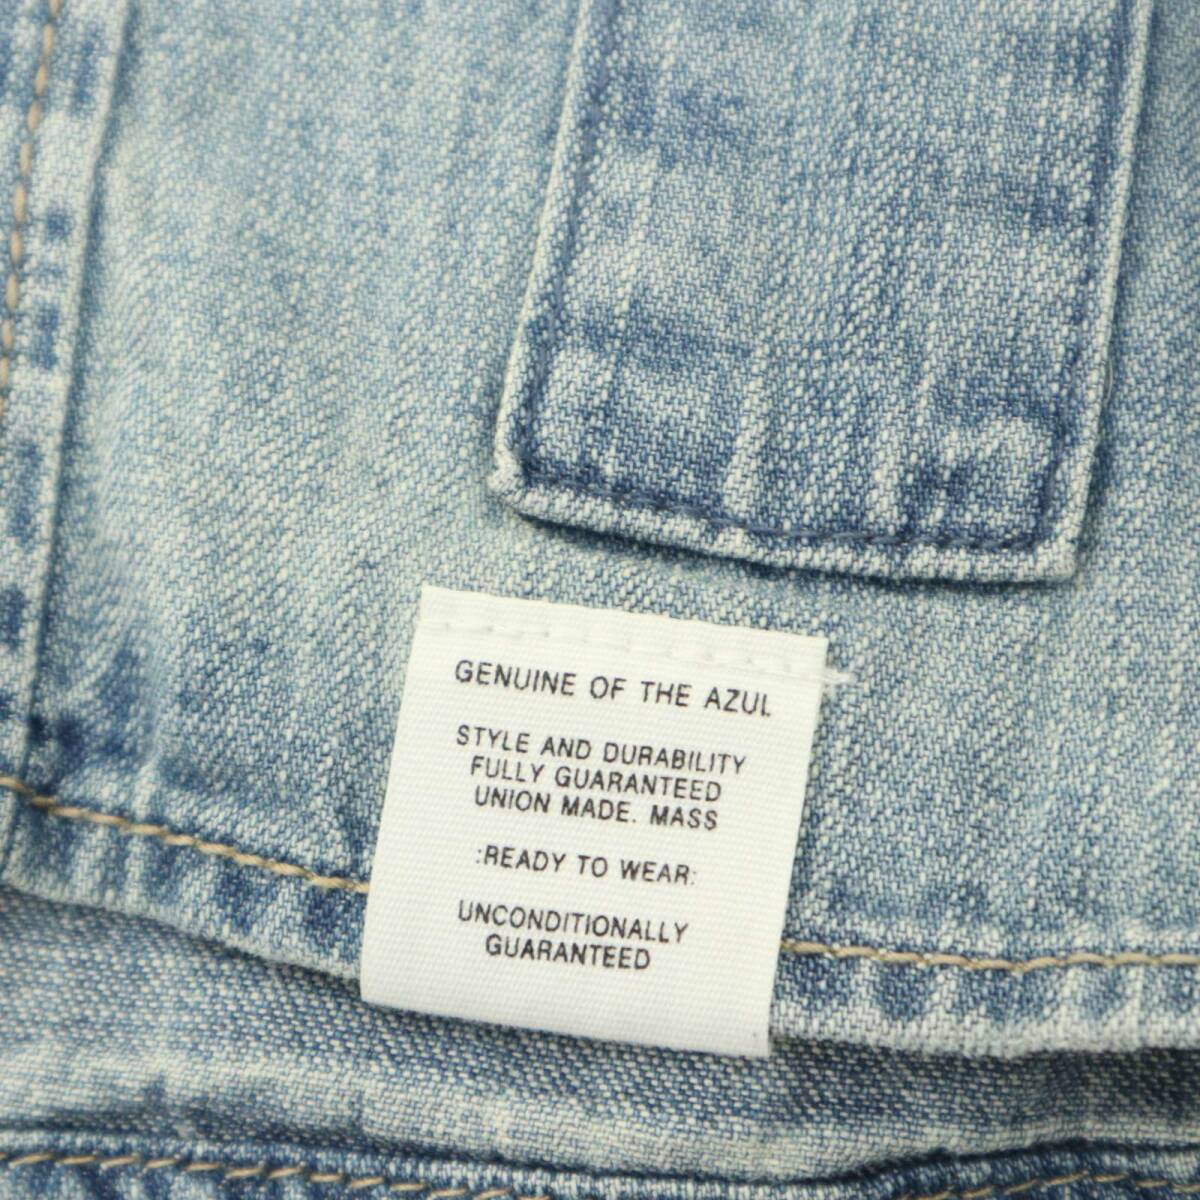 GENUINE OF THE AZUL
STYLE AND DURABILITY
FULLY GUARANTEED
UNION MADE. MASS
:READY TO WEAR:
UNCONDITIONALLY
GUARANTEED